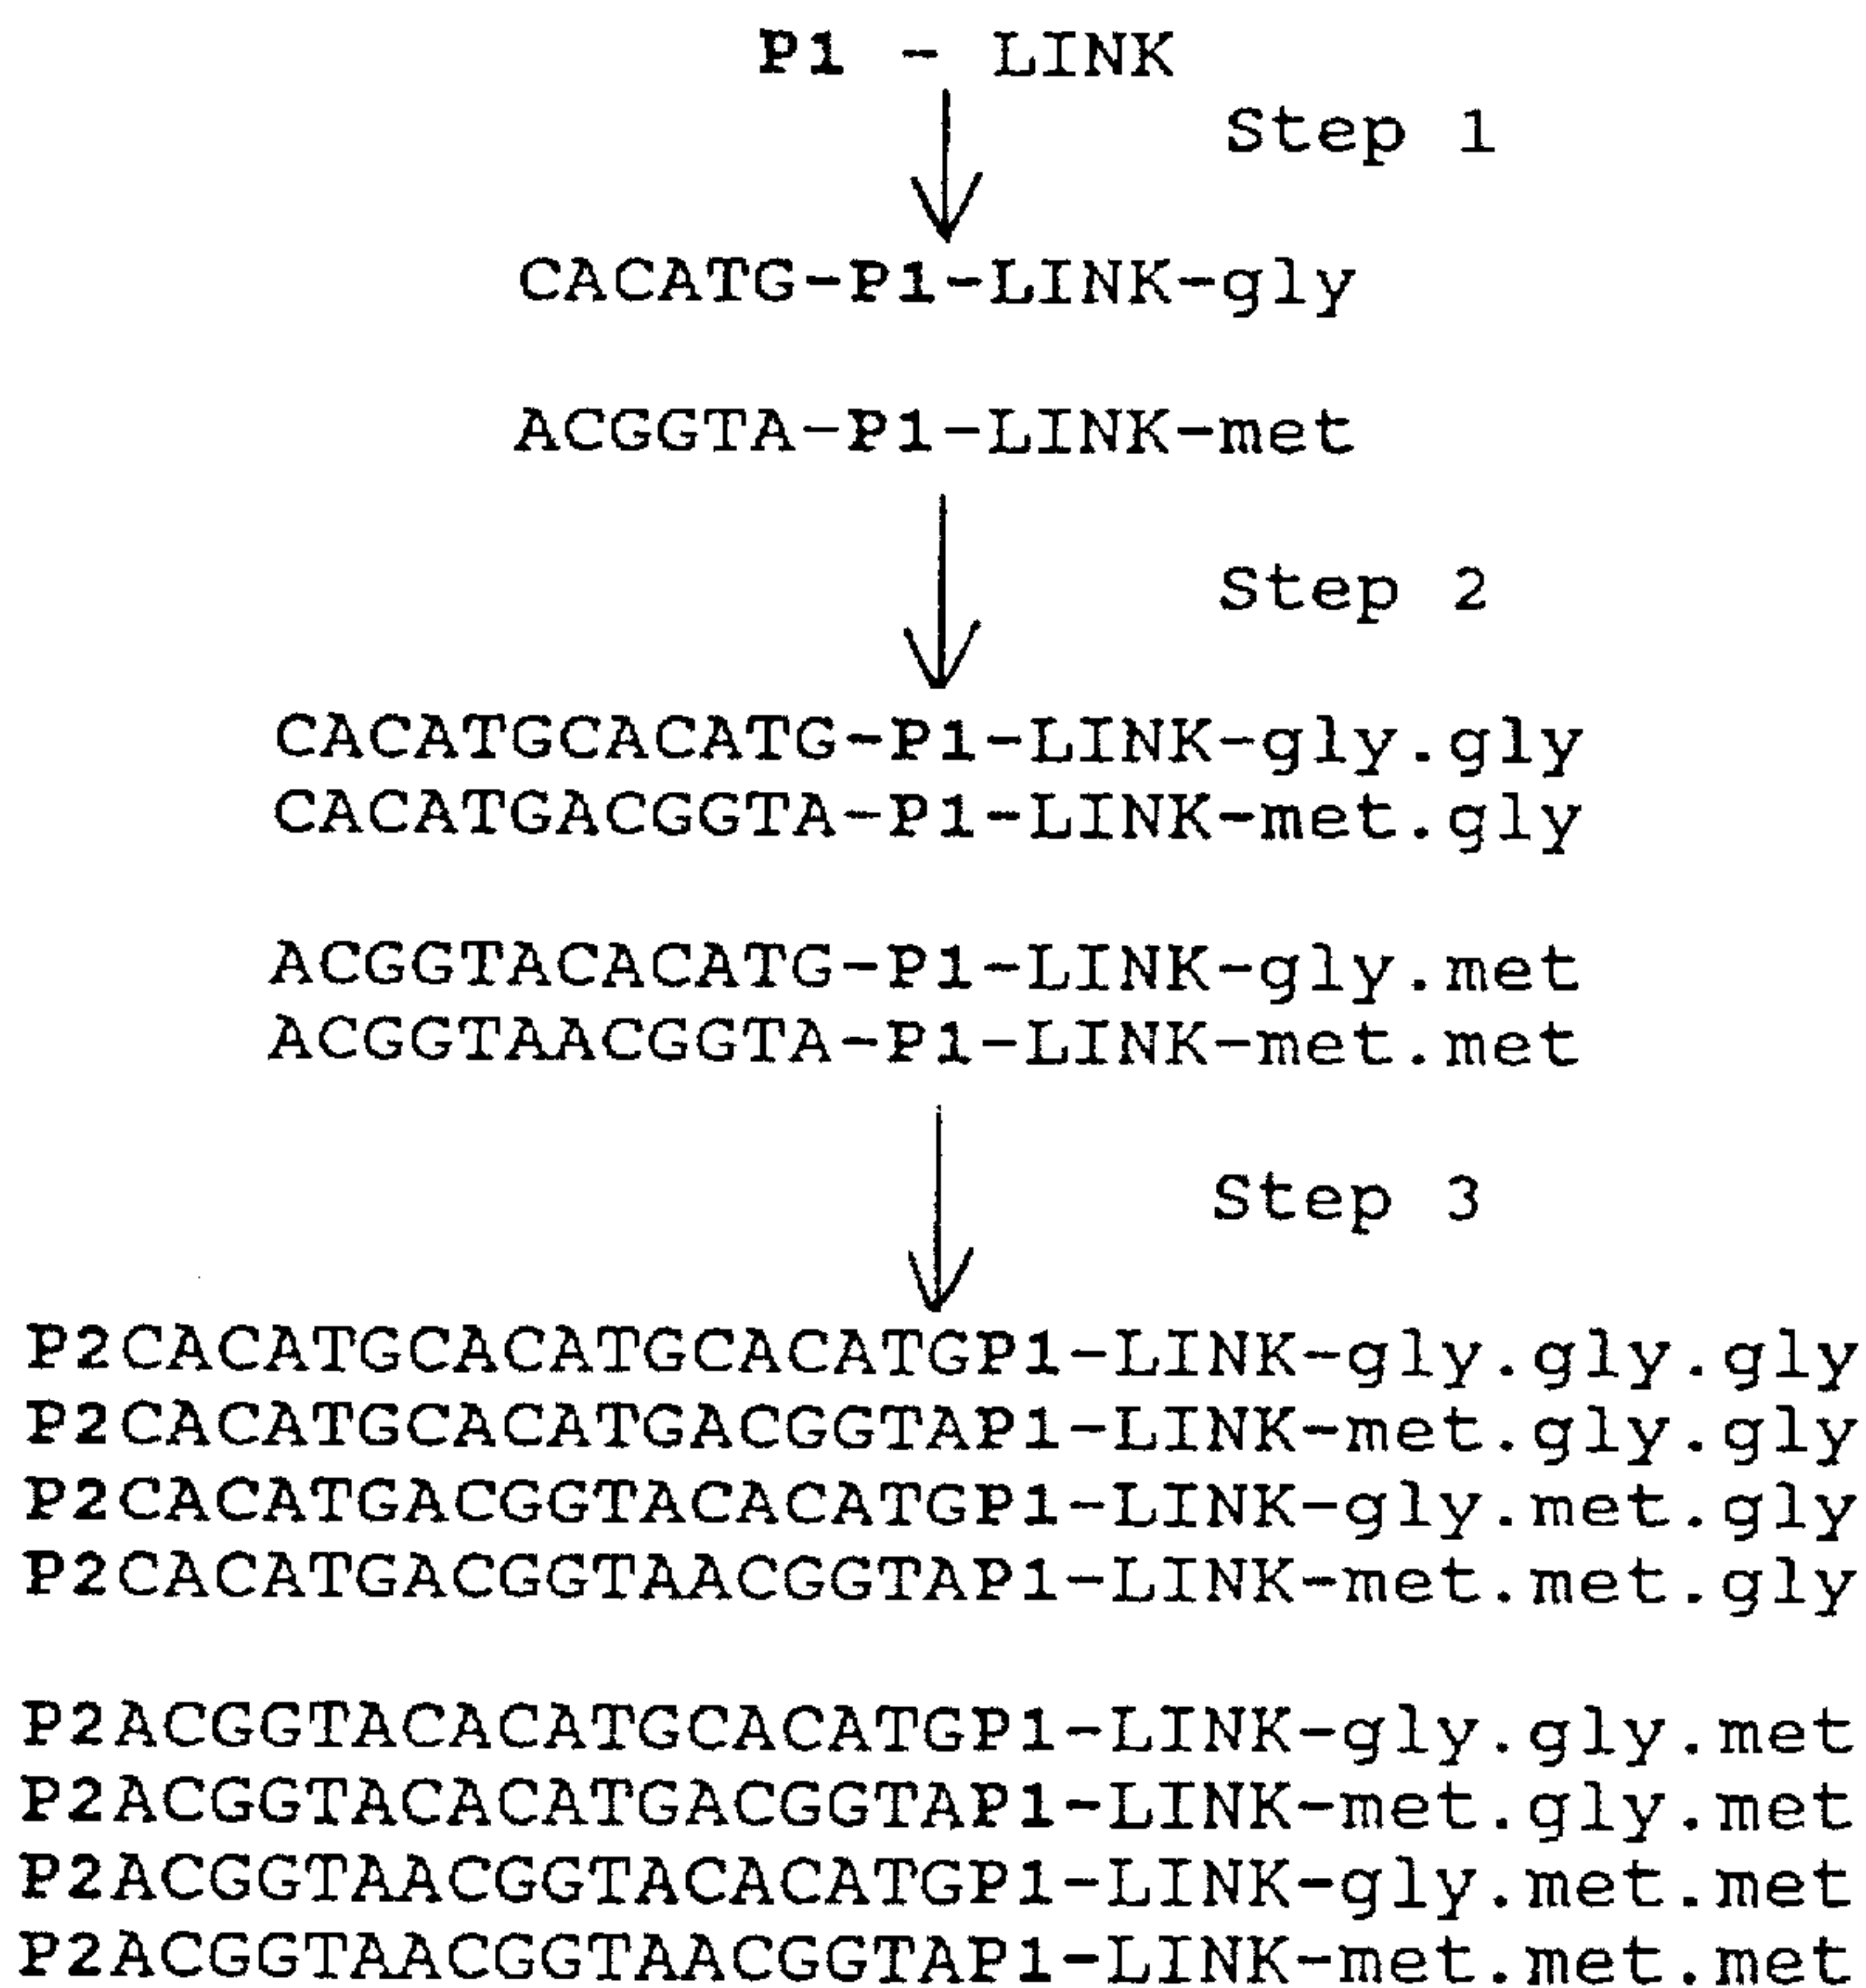 P1 - LINK
Step 1
CACATG-P1-LINK-gly
ACGGTA-P1-LINK-met
Step 2
CACATGCACATG-P1-LINK-gly.gly
CACATGACGGTA-P1-LINK-met.gly
ACGGTACACATG-P1-LINK-gly.met
ACGGTAACGGTA-P1-LINK-met.met
Step 3
P2CACATGCACATGCACATGP1-LINK-gly.gly.gly
P2CACATGCACATGACGGTAP1-LINK-met.gly.gly
P2CACATGACGGTACACATGP1-LINK-gly.met.gly
P2CACATGACGGTAACGGTAP1-LINK-met.met.gly
P2ACGGTACACATGCACATGP1-LINK-gly.gly.met
P2ACGGTACACATGACGGTAP1-LINK-met.gly.met
P2ACGGTAACGGTACACATGP1-LINK-gly.met.met
P2ACGGTAACGGTAACGGTAP1-LINK-met.met.met